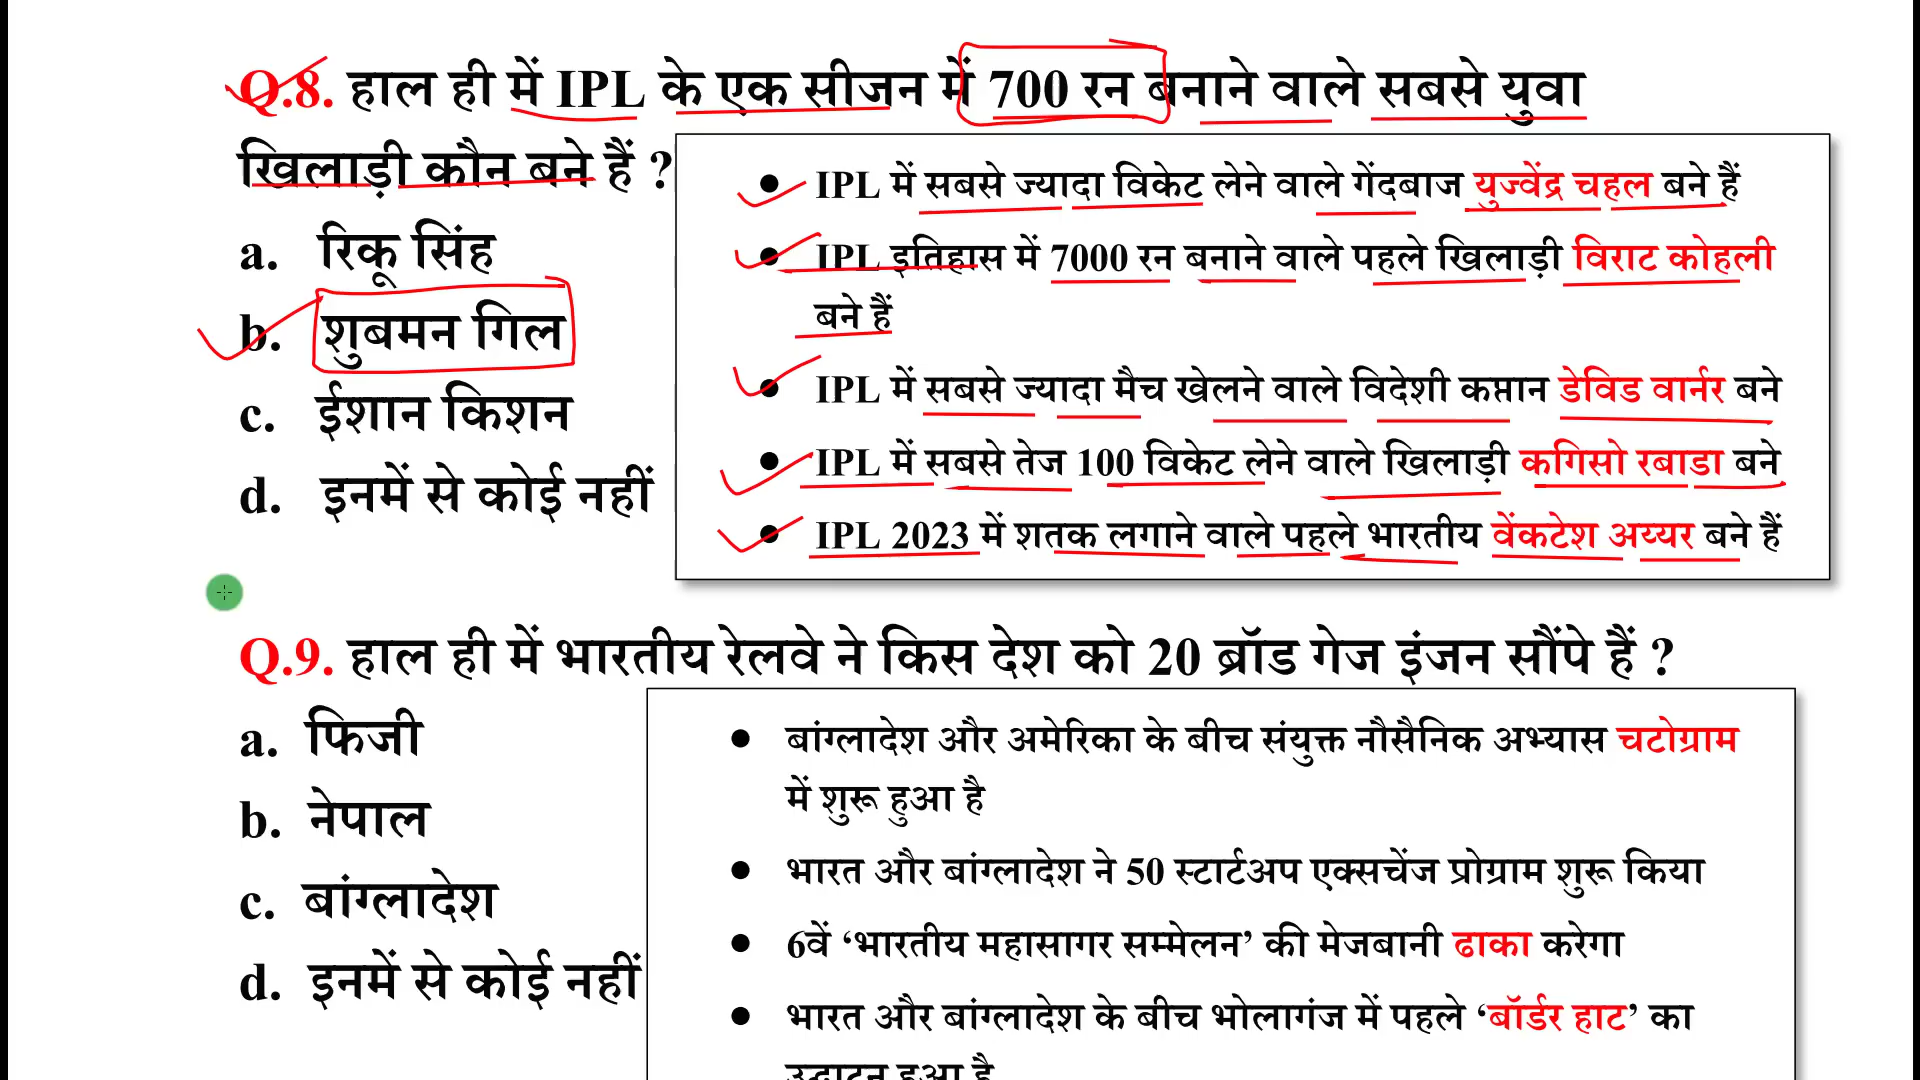 Q.8. हाल ही में IPL के एक सीजन में 700 रन बनाने वाले सबसे युवा
खिलाड़ी कौन बने हैं ?
a. रिकू सिंह
b. शुबमन गिल
c. ईशान किशन
d. इनमें से कोई नहीं
● IPL में सबसे ज्यादा विकेट लेने वाले गेंदबाज युज्वेंद्र चहल बने हैं
● IPL इतिहास में 7000 रन बनाने वाले पहले खिलाड़ी विराट कोहली
बने हैं
● IPL में सबसे ज्यादा मैच खेलने वाले विदेशी कप्तान डेविड वार्नर बने
● IPL में सबसे तेज 100 विकेट लेने वाले खिलाड़ी कगिसो रबाडा बने
● IPL 2023 में शतक लगाने वाले पहले भारतीय वेंकटेश अय्यर बने हैं
Q.9. हाल ही में भारतीय रेलवे ने किस देश को 20 ब्रॉड गेज इंजन सौंपे हैं ?
a. फिजी
b. नेपाल
c. बांग्लादेश
d. इनमें से कोई नहीं
● बांग्लादेश और अमेरिका के बीच संयुक्त नौसैनिक अभ्यास चटोग्राम
में शुरू हुआ है
● भारत और बांग्लादेश ने 50 स्टार्टअप एक्सचेंज प्रोग्राम शुरू किया
● 6वें ‘भारतीय महासागर सम्मेलन’ की मेजबानी ढाका करेगा
● भारत और बांग्लादेश के बीच भोलागंज में पहले ‘बॉर्डर हाट’ का
उद्घाटन हुआ है